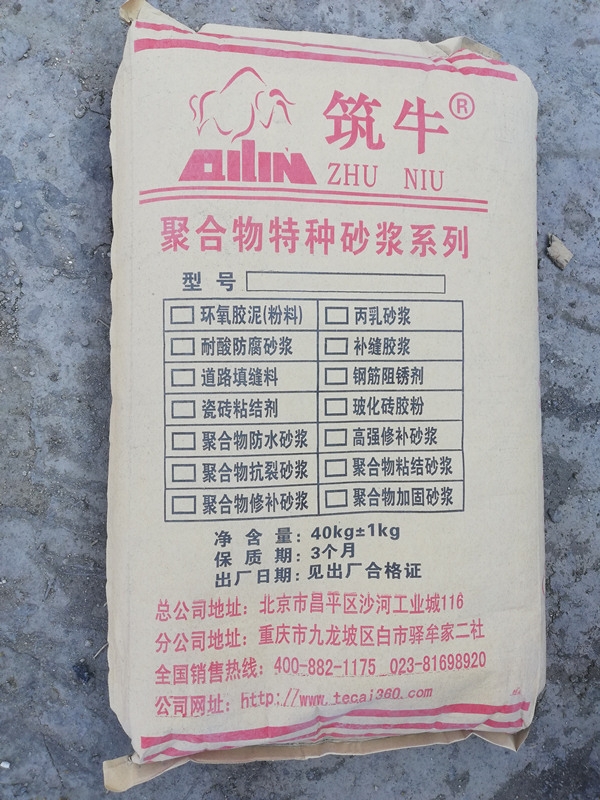 筑牛®
QILIN ZHU NIU
聚合物特种砂浆系列
型号
环氧胶泥(粉料) 丙乳砂浆
耐酸防腐砂浆 补缝胶浆
道路填缝料 钢筋阻锈剂
瓷砖粘结剂 玻化砖胶粉
聚合物防水砂浆 高强修补砂浆
聚合物抗裂砂浆 聚合物粘结砂浆
聚合物修补砂浆 聚合物加固砂浆
净含量：40kg±1kg
保质期：3个月
出厂日期：见出厂合格证
总公司地址：北京市昌平区沙河工业城116
分公司地址：重庆市九龙坡区白市驿牟家二社
全国销售热线：400-882-1175 023-81698920
公司网址：http://www.tecai360.com